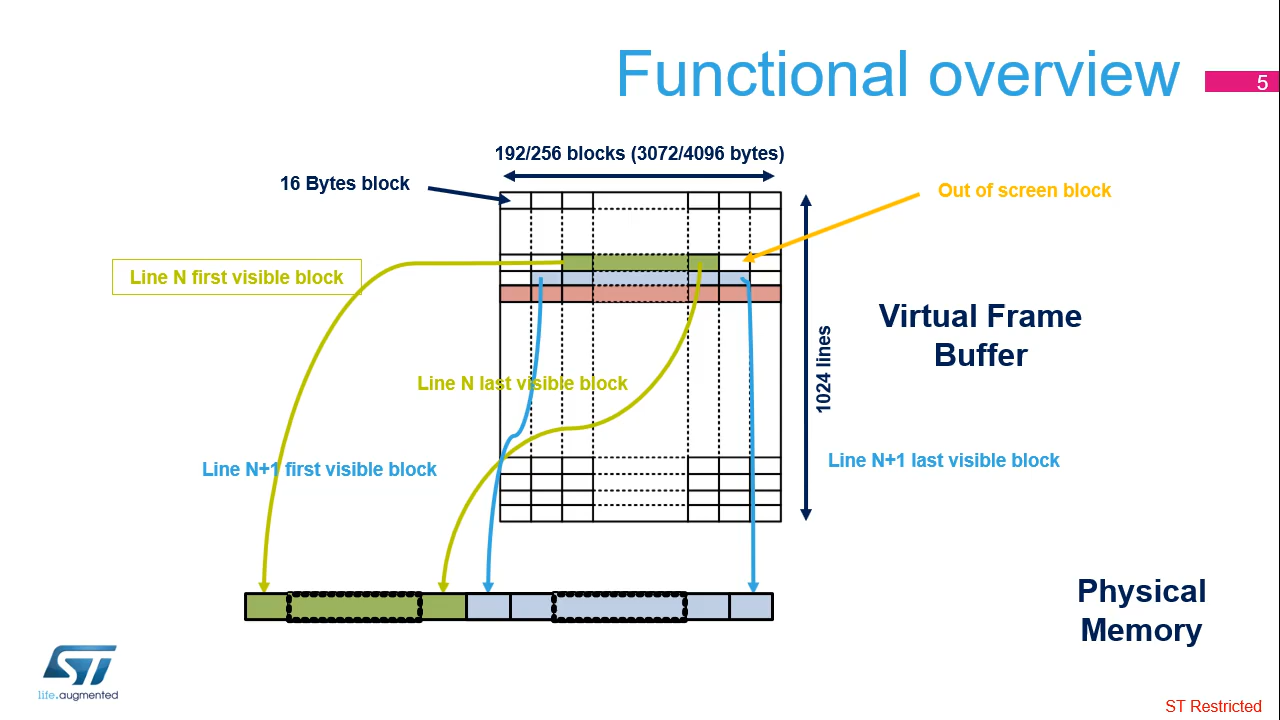 Functional overview
5
192/256 blocks (3072/4096 bytes)
16 Bytes block
Out of screen block
Line N first visible block
Virtual Frame
Buffer
1024 lines
Line N last visible block
Line N+1 first visible block
Line N+1 last visible block
Physical
Memory
ST
life.augmented
ST Restricted